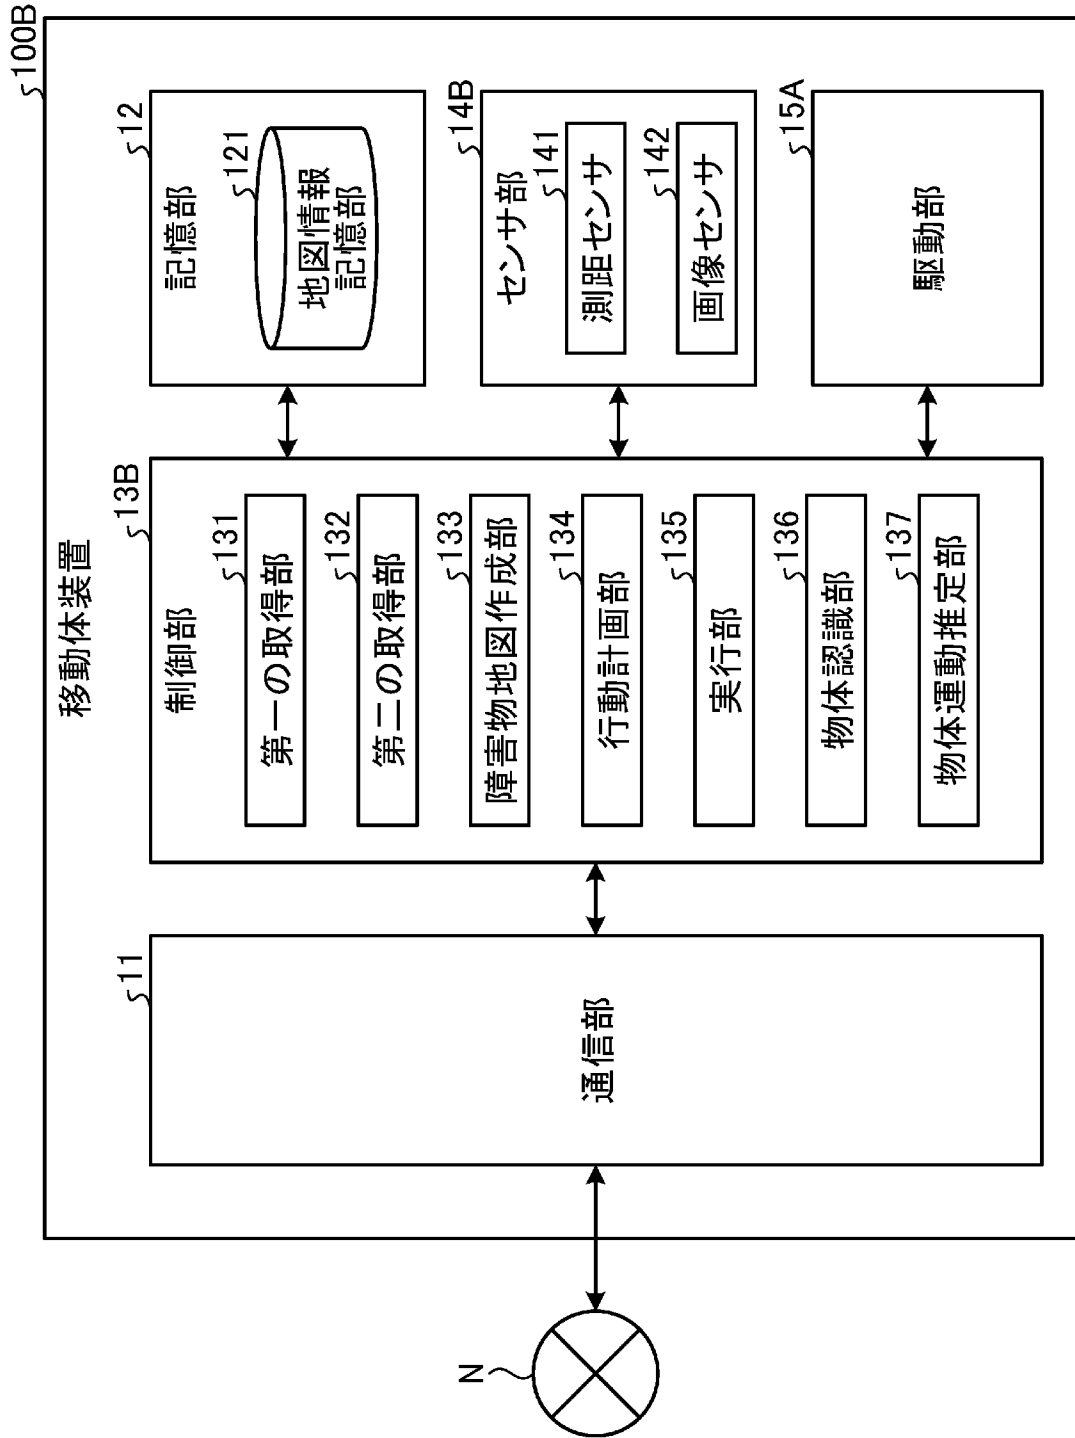 100B
移動体装置
N
11
通信部
13B
制御部
131
第一の取得部
132
第二の取得部
133
障害物地図作成部
134
行動計画部
135
実行部
136
物体認識部
137
物体運動推定部
12
記憶部
121
地図情報
記憶部
14B
センサ部
141
測距センサ
142
画像センサ
15A
駆動部